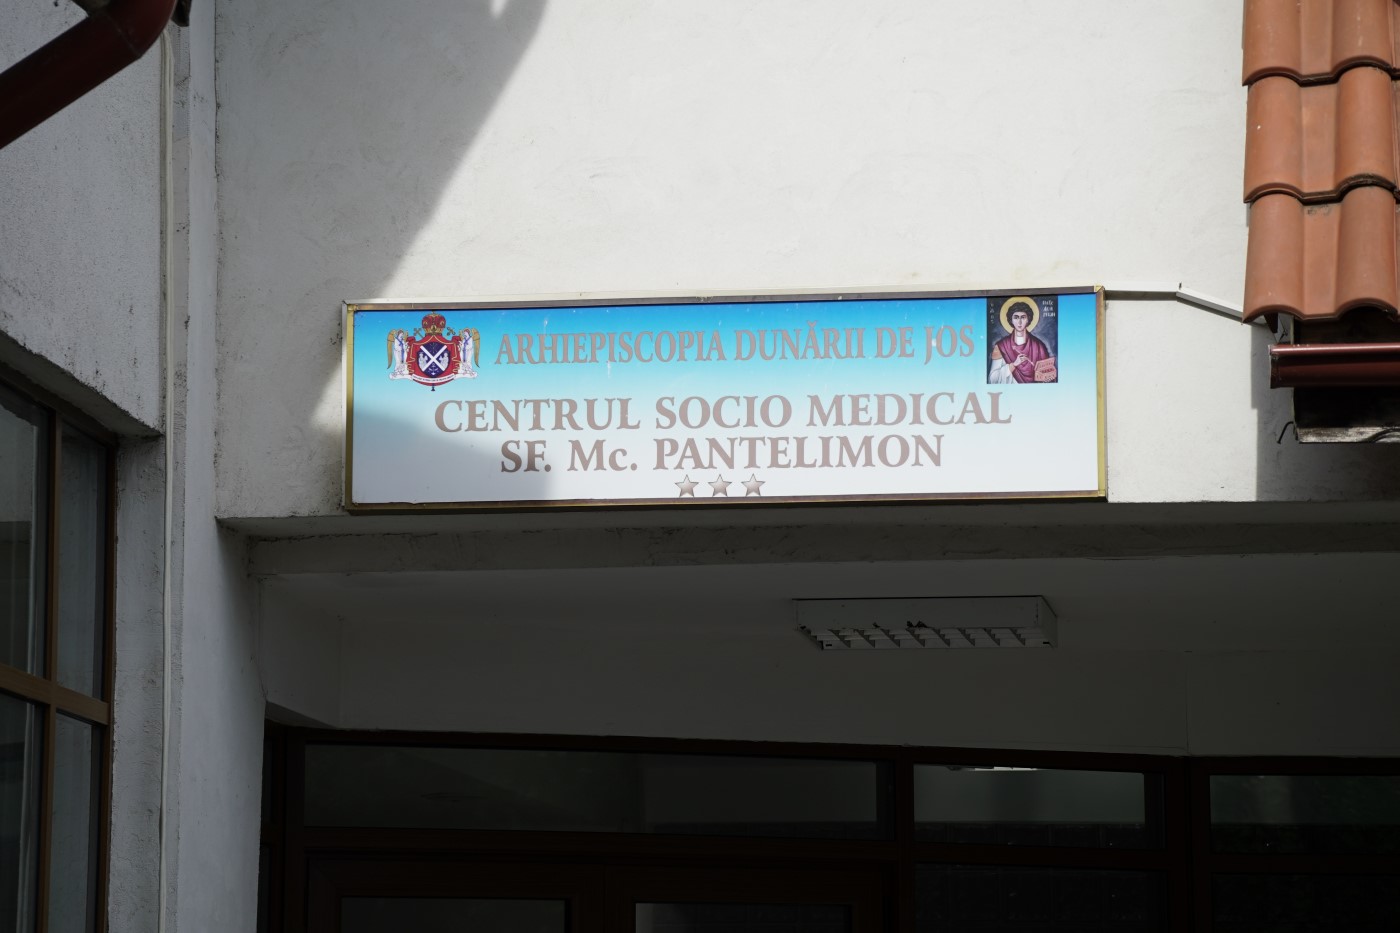 ARHIEPISCOPIA DUNĂRII DE JOS
CENTRUL SOCIO MEDICAL
SF. Mc. PANTELIMON